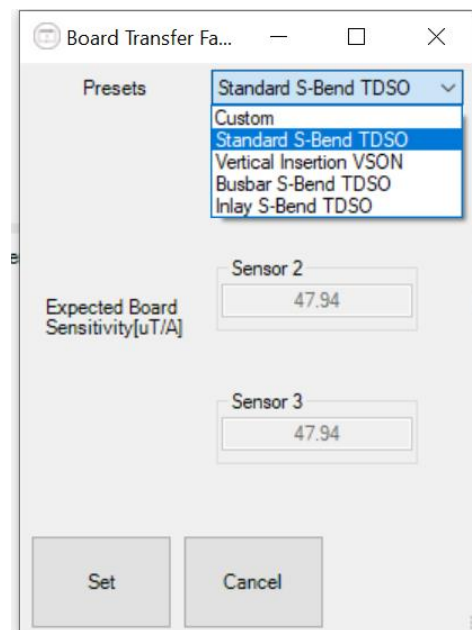 Board Transfer Fa...
Presets
Standard S-Bend TDSO
Custom
Standard S-Bend TDSO
Vertical Insertion VSON
Busbar S-Bend TDSO
Inlay S-Bend TDSO
Sensor 2
47.94
Expected Board
Sensitivity[uT/A]
Sensor 3
47.94
Set
Cancel